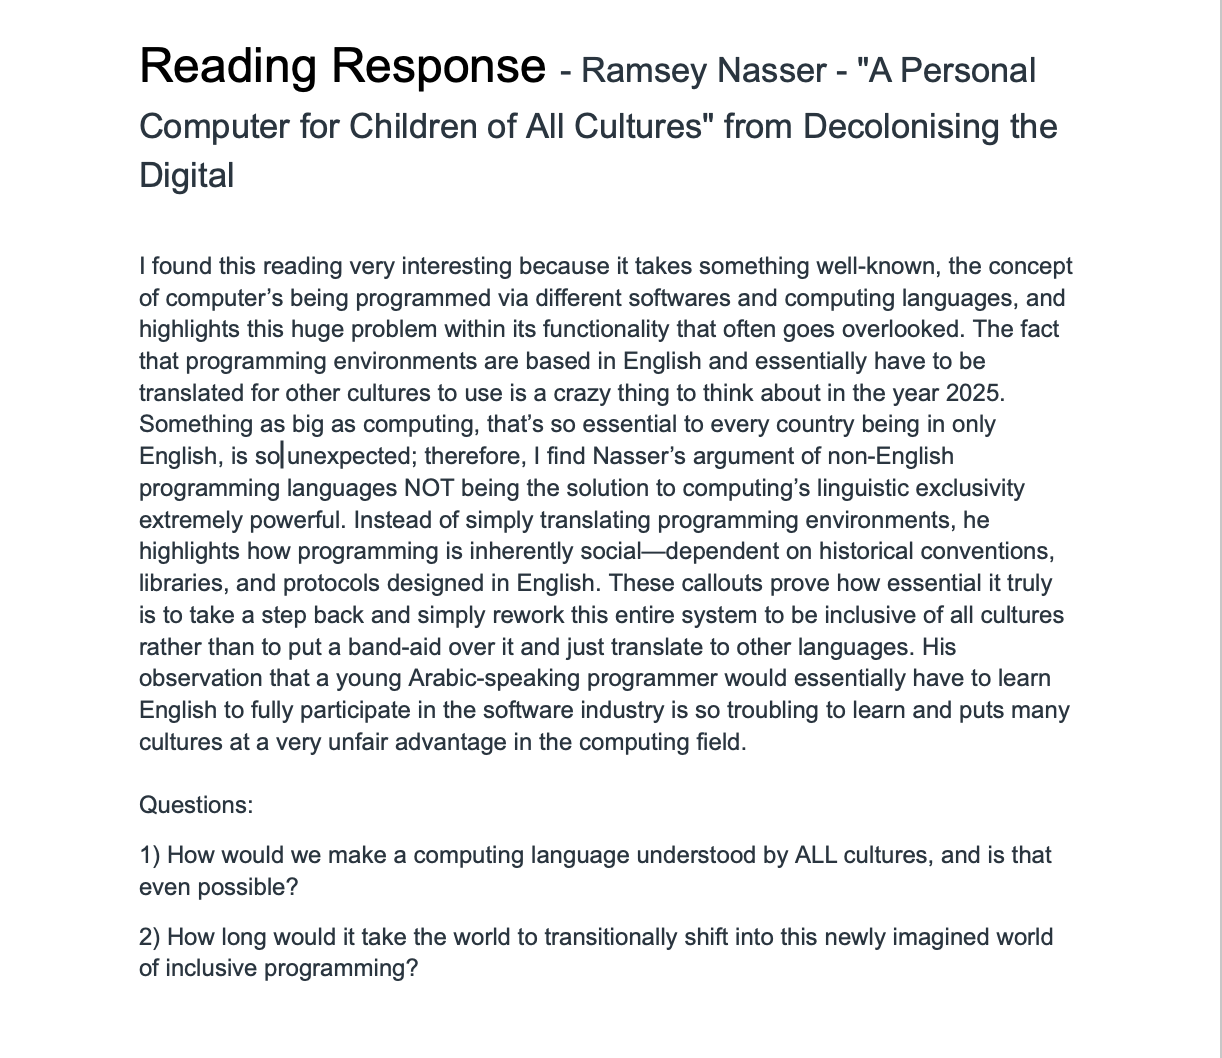 Reading Response - Ramsey Nasser - "A Personal
Computer for Children of All Cultures" from Decolonising the
Digital
I found this reading very interesting because it takes something well-known, the concept
of computer’s being programmed via different softwares and computing languages, and
highlights this huge problem within its functionality that often goes overlooked. The fact
that programming environments are based in English and essentially have to be
translated for other cultures to use is a crazy thing to think about in the year 2025.
Something as big as computing, that’s so essential to every country being in only
English, is so unexpected; therefore, I find Nasser’s argument of non-English
programming languages NOT being the solution to computing’s linguistic exclusivity
extremely powerful. Instead of simply translating programming environments, he
highlights how programming is inherently social—dependent on historical conventions,
libraries, and protocols designed in English. These callouts prove how essential it truly
is to take a step back and simply rework this entire system to be inclusive of all cultures
rather than to put a band-aid over it and just translate to other languages. His
observation that a young Arabic-speaking programmer would essentially have to learn
English to fully participate in the software industry is so troubling to learn and puts many
cultures at a very unfair advantage in the computing field.
Questions:
1) How would we make a computing language understood by ALL cultures, and is that
even possible?
2) How long would it take the world to transitionally shift into this newly imagined world
of inclusive programming?